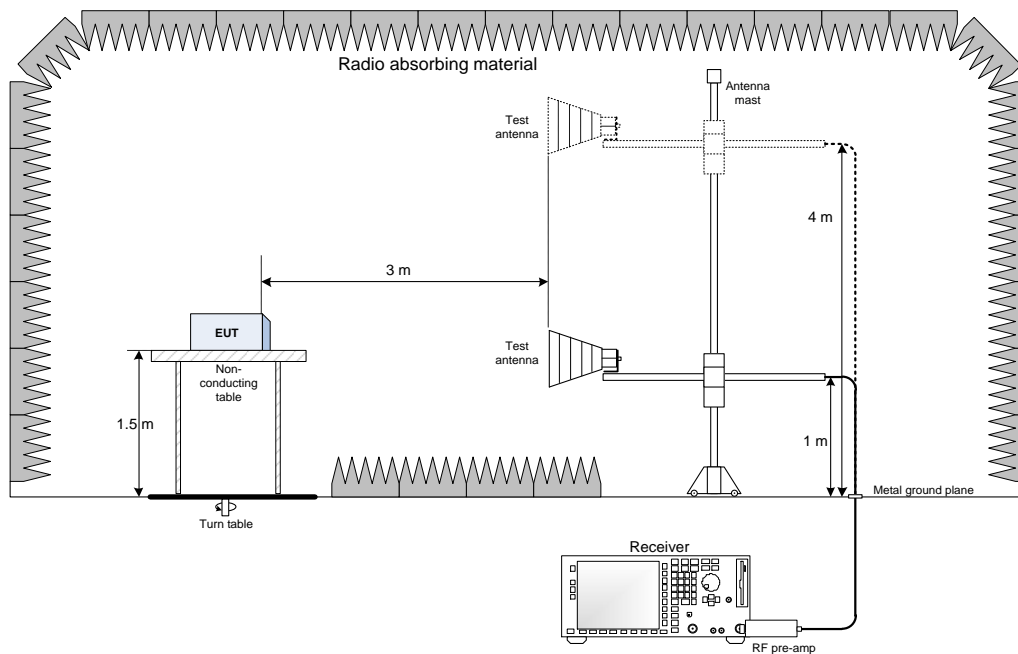 Radio absorbing material
Antenna
mast
Test
antenna
4 m
3 m
EUT
Test
antenna
Non-
conducting
table
1.5 m
1 m
Metal ground plane
Turn table
Receiver
RF pre-amp